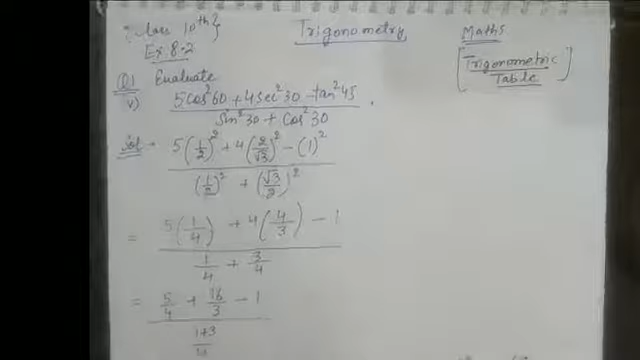 {Class 10th}
Trigonometry
Maths
Ex 8.2
[Trigonometric Table]
Q1 Evaluate
v) (5cos²60 + 4sec²30 - tan²45) / (sin²30 + cos²30)
Sol - (5(1/2)² + 4(2/√3)² - (1)²) / ((1/2)² + (√3/2)²)
= (5(1/4) + 4(4/3) - 1) / (1/4 + 3/4)
= (5/4 + 16/3 - 1) / ((1+3)/4)